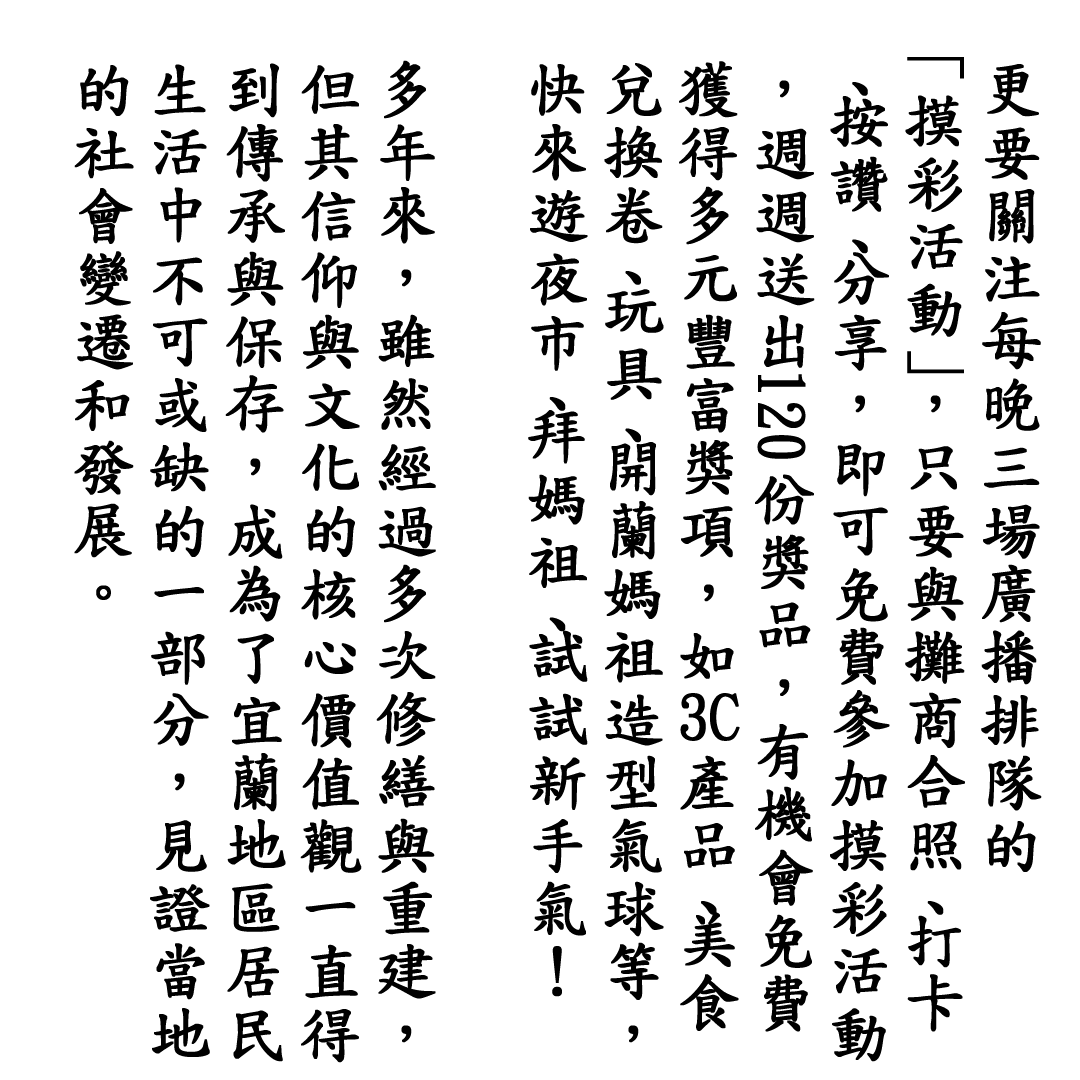 更要關注每晚三場廣播排隊的
「摸彩活動」，只要與攤商合照、打卡
、按讚、分享，即可免費參加摸彩活動
，週週送出120份獎品，有機會免費
獲得多元豐富獎項，如3C產品、美食
兌換卷、玩具、開蘭媽祖造型氣球等，
快來遊夜市、拜媽祖、試試新手氣！
多年來，雖然經過多次修繕與重建，
但其信仰與文化的核心價值觀一直得
到傳承與保存，成為了宜蘭地區居民
生活中不可或缺的一部分，見證當地
的社會變遷和發展。